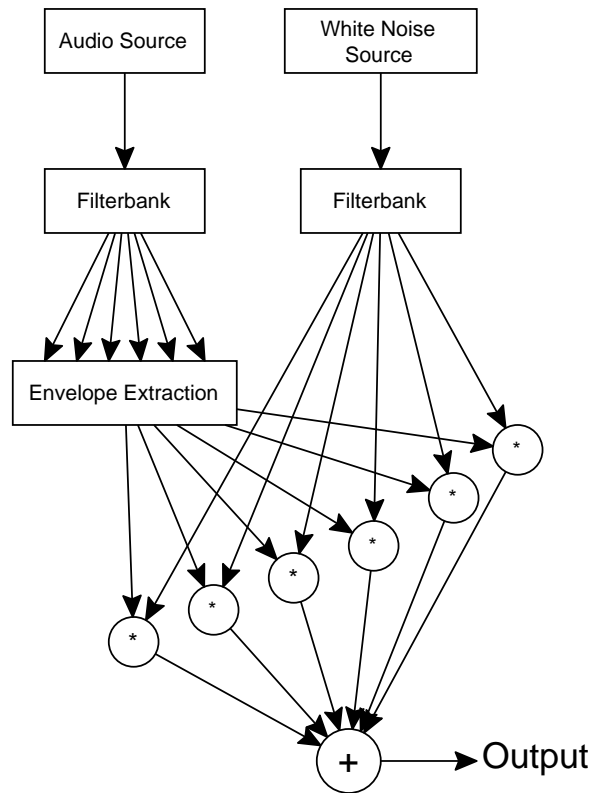 Audio Source
White Noise
Source
Filterbank
Filterbank
Envelope Extraction
*
*
*
*
*
*
+
Output